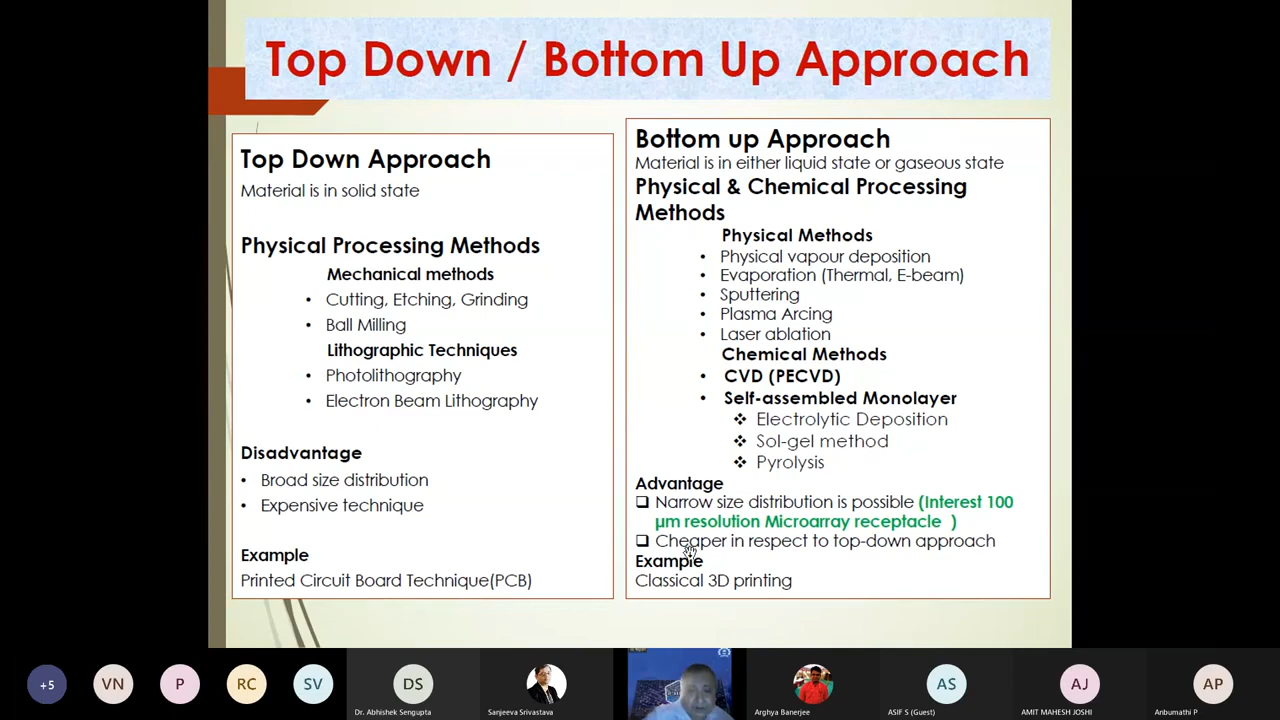 Top Down / Bottom Up Approach
Top Down Approach
Material is in solid state
Physical Processing Methods
Mechanical methods
• Cutting, Etching, Grinding
• Ball Milling
Lithographic Techniques
• Photolithography
• Electron Beam Lithography
Disadvantage
• Broad size distribution
• Expensive technique
Example
Printed Circuit Board Technique(PCB)
Bottom up Approach
Material is in either liquid state or gaseous state
Physical & Chemical Processing
Methods
Physical Methods
• Physical vapour deposition
• Evaporation (Thermal, E-beam)
• Sputtering
• Plasma Arcing
• Laser ablation
Chemical Methods
• CVD (PECVD)
• Self-assembled Monolayer
❖ Electrolytic Deposition
❖ Sol-gel method
❖ Pyrolysis
Advantage
❑ Narrow size distribution is possible (Interest 100
µm resolution Microarray receptacle )
❑ Cheaper in respect to top-down approach
Example
Classical 3D printing
+5
VN
P
RC
SV
DS
Dr. Abhishek Sengupta
Sanjeeva Srivastava
Arghya Banerjee
AS
ASIF S (Guest)
AJ
AMIT MAHESH JOSHI
AP
Anbumathi P